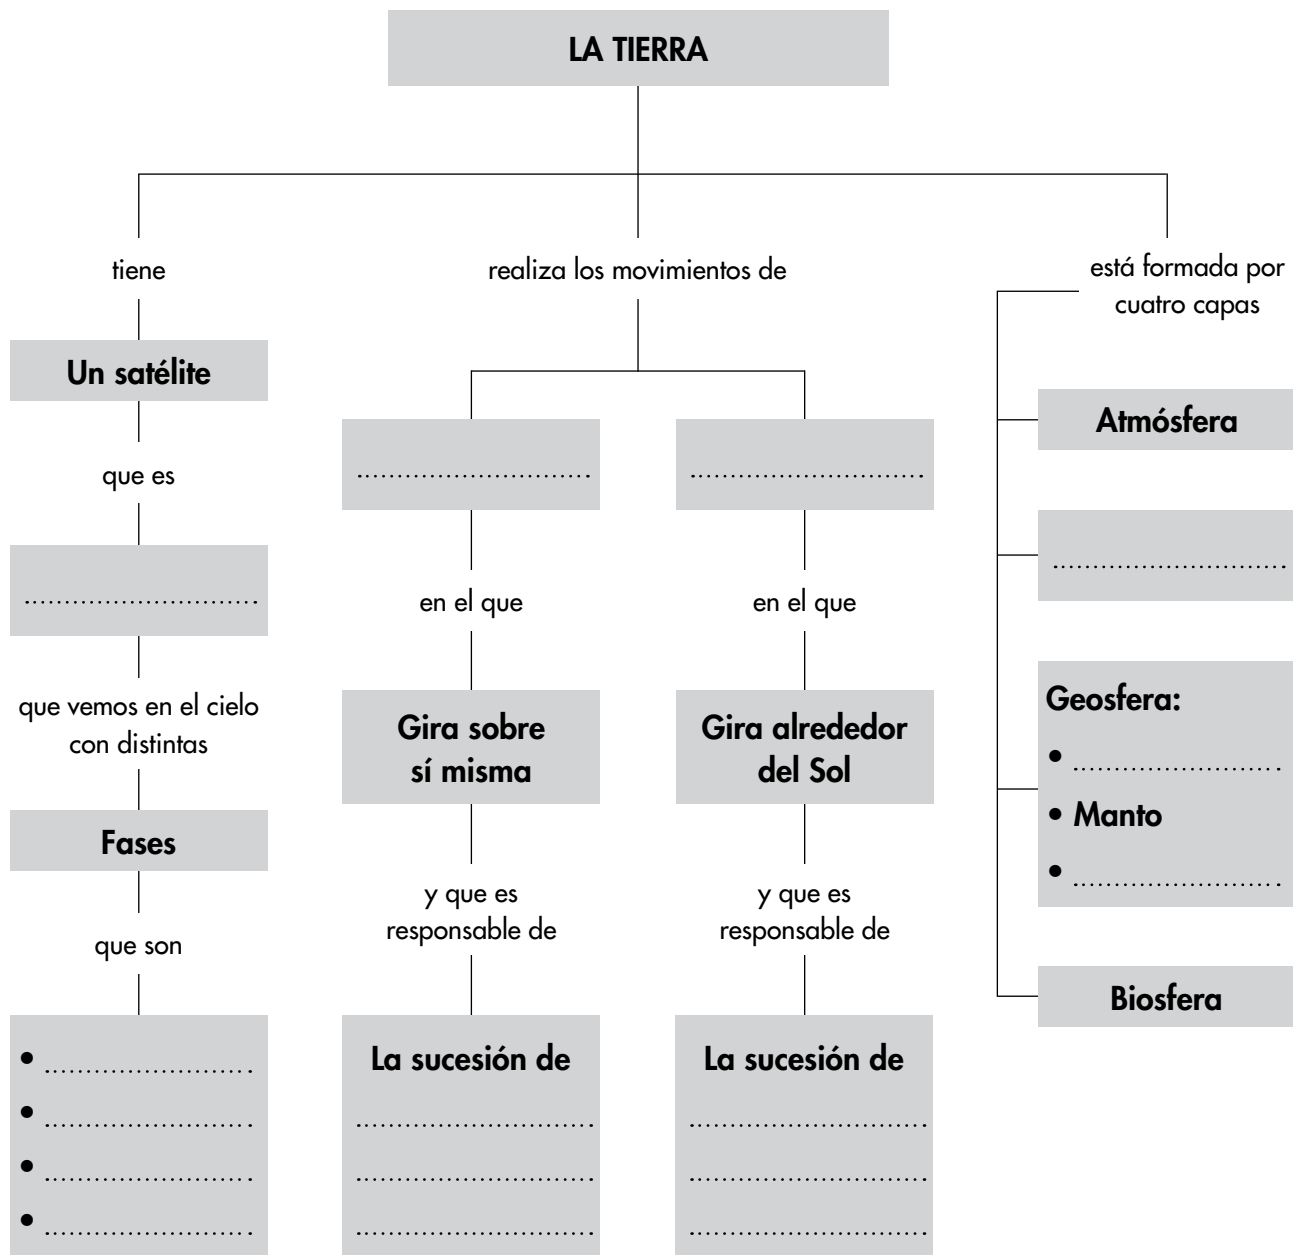 LA TIERRA
tiene
Un satélite
que es
............................
que vemos en el cielo
con distintas
Fases
que son
• ............................
• ............................
• ............................
• ............................
realiza los movimientos de
............................
en el que
Gira sobre
sí misma
y que es
responsable de
La sucesión de
............................
............................
............................
............................
en el que
Gira alrededor
del Sol
y que es
responsable de
La sucesión de
............................
............................
............................
está formada por
cuatro capas
Atmósfera
............................
Geosfera:
• ............................
• Manto
• ............................
Biosfera